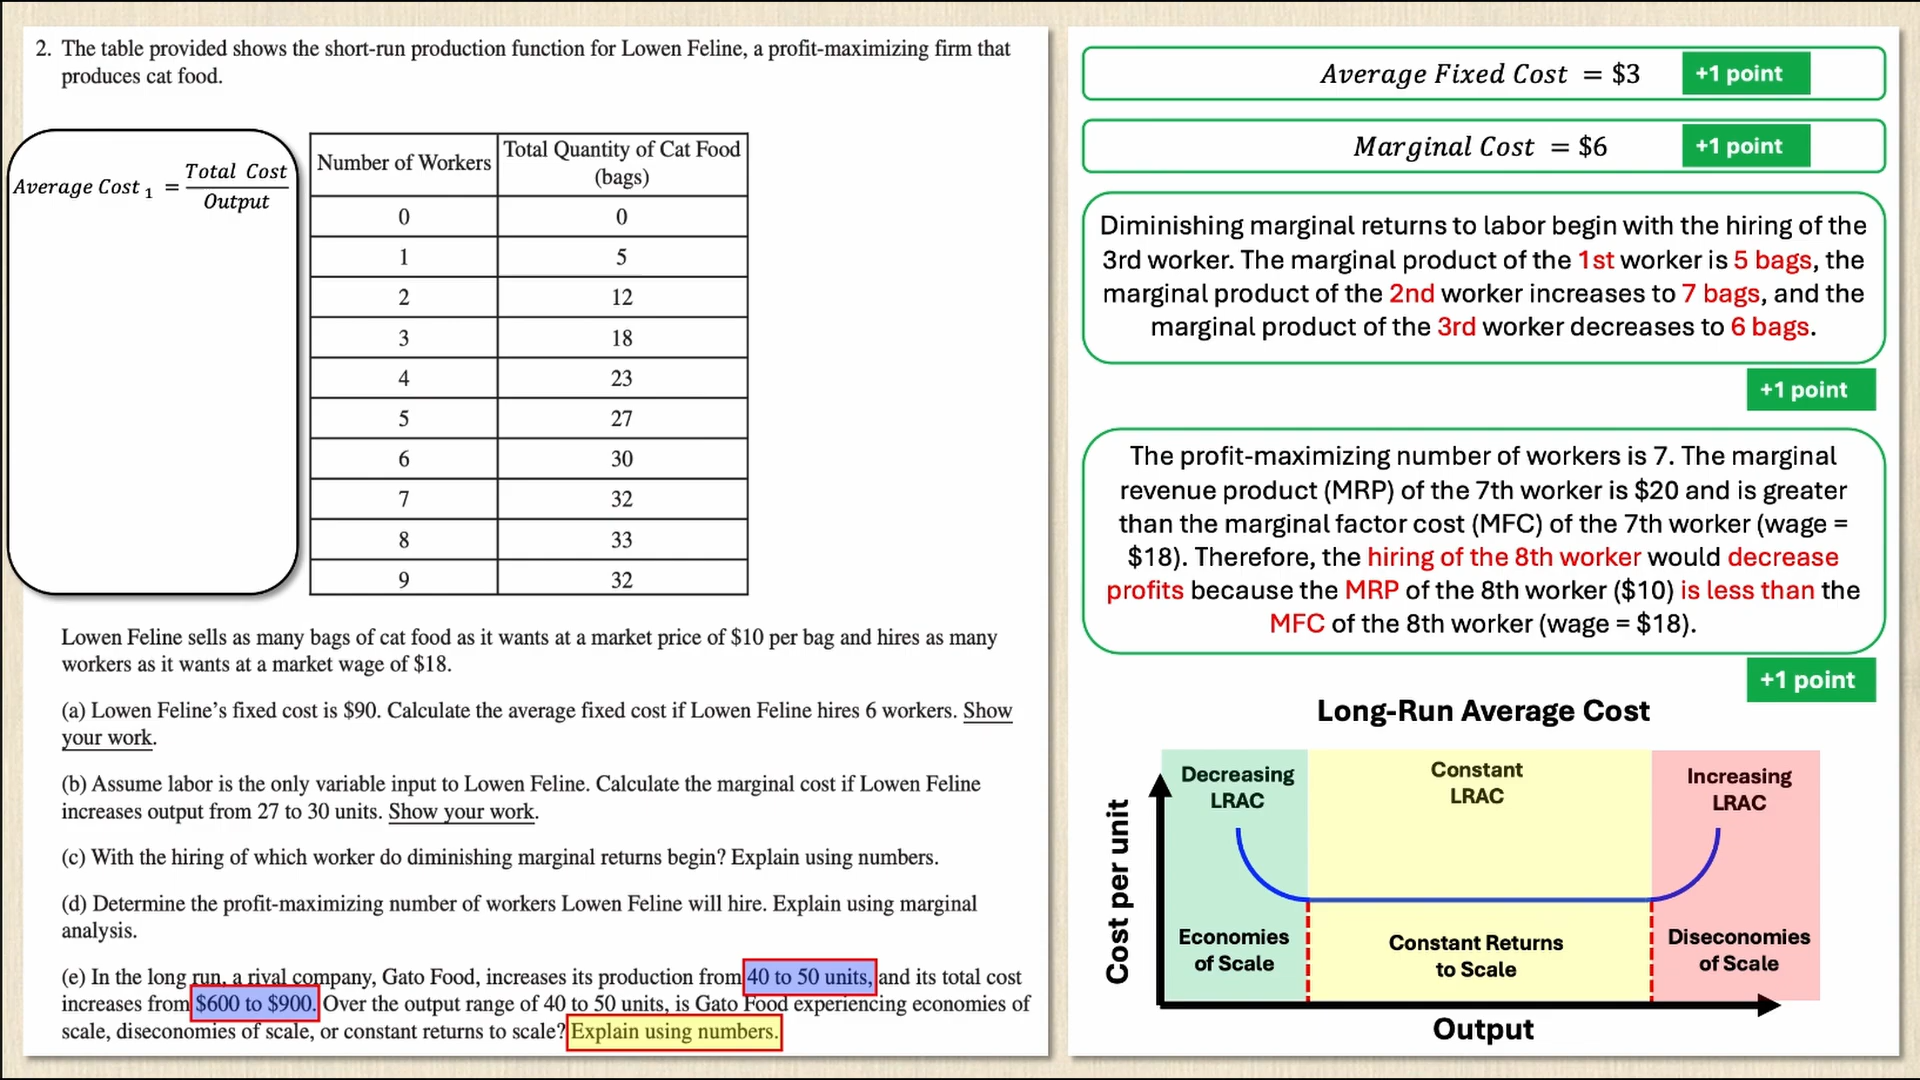 2. The table provided shows the short-run production function for Lowen Feline, a profit-maximizing firm that
produces cat food.
Average Cost 1 = Total Cost
Output
Number of Workers Total Quantity of Cat Food
(bags)
0 0
1 5
2 12
3 18
4 23
5 27
6 30
7 32
8 33
9 32
Lowen Feline sells as many bags of cat food as it wants at a market price of $10 per bag and hires as many
workers as it wants at a market wage of $18.
(a) Lowen Feline’s fixed cost is $90. Calculate the average fixed cost if Lowen Feline hires 6 workers. Show
your work.
(b) Assume labor is the only variable input to Lowen Feline. Calculate the marginal cost if Lowen Feline
increases output from 27 to 30 units. Show your work.
(c) With the hiring of which worker do diminishing marginal returns begin? Explain using numbers.
(d) Determine the profit-maximizing number of workers Lowen Feline will hire. Explain using marginal
analysis.
(e) In the long run, a rival company, Gato Food, increases its production from 40 to 50 units, and its total cost
increases from $600 to $900. Over the output range of 40 to 50 units, is Gato Food experiencing economies of
scale, diseconomies of scale, or constant returns to scale? Explain using numbers.
Average Fixed Cost = $3 +1 point
Marginal Cost = $6 +1 point
Diminishing marginal returns to labor begin with the hiring of the
3rd worker. The marginal product of the 1st worker is 5 bags, the
marginal product of the 2nd worker increases to 7 bags, and the
marginal product of the 3rd worker decreases to 6 bags.
+1 point
The profit-maximizing number of workers is 7. The marginal
revenue product (MRP) of the 7th worker is $20 and is greater
than the marginal factor cost (MFC) of the 7th worker (wage =
$18). Therefore, the hiring of the 8th worker would decrease
profits because the MRP of the 8th worker ($10) is less than the
MFC of the 8th worker (wage = $18).
+1 point
Long-Run Average Cost
Cost per unit
Decreasing
LRAC
Constant
LRAC
Increasing
LRAC
Economies
of Scale
Constant Returns
to Scale
Diseconomies
of Scale
Output